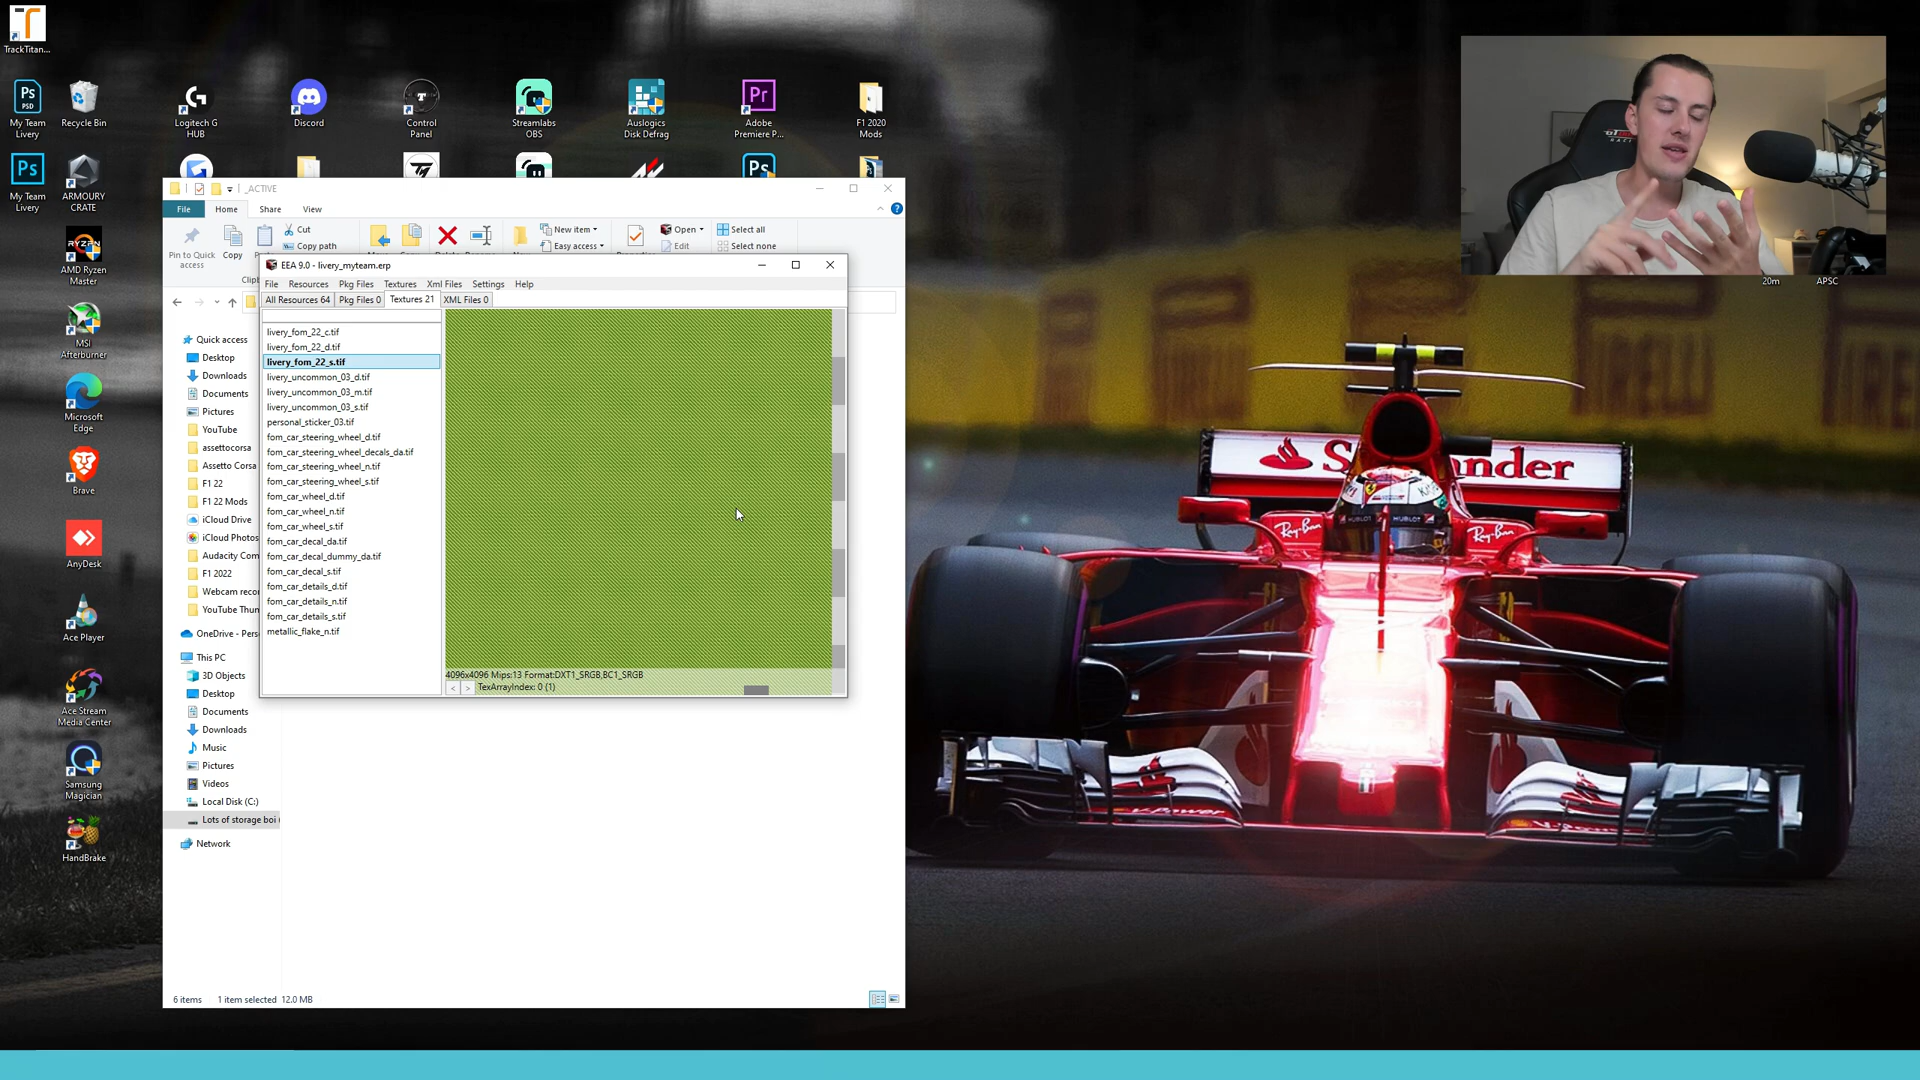 TrackTitan...
My Team
Livery
Recycle Bin
Logitech G
HUB
Discord
Control
Panel
Streamlabs
OBS
Auslogics
Disk Defrag
Adobe
Premiere P...
F1 2020
Mods
My Team
Livery
ARMOURY
CRATE
AMD Ryzen
Master
MSI
Afterburner
Microsoft
Edge
Brave
AnyDesk
Ace Player
Ace Stream
Media Center
Samsung
Magician
HandBrake
20m
APSC
_ACTIVE
File
Home
Share
View
Pin to Quick
access
Copy
Cut
Copy path
New item
Easy access
Open
Edit
Select all
Select none
EEA 9.0 - livery_myteam.erp
File
Resources
Pkg Files
Textures
Xml Files
Settings
Help
All Resources 64
Pkg Files 0
Textures 21
XML Files 0
livery_fom_22_c.tif
livery_fom_22_d.tif
livery_fom_22_s.tif
livery_uncommon_03_d.tif
livery_uncommon_03_m.tif
livery_uncommon_03_s.tif
personal_sticker_03.tif
fom_car_steering_wheel_d.tif
fom_car_steering_wheel_decals_da.tif
fom_car_steering_wheel_n.tif
fom_car_steering_wheel_s.tif
fom_car_wheel_d.tif
fom_car_wheel_n.tif
fom_car_wheel_s.tif
fom_car_decal_da.tif
fom_car_decal_dummy_da.tif
fom_car_decal_s.tif
fom_car_details_d.tif
fom_car_details_n.tif
fom_car_details_s.tif
metallic_flake_n.tif
4096x4096 Mips:13 Format:DXT1_SRGB,BC1_SRGB
TexArrayIndex: 0 (1)
Quick access
Desktop
Downloads
Documents
Pictures
YouTube
assettocorsa
Assetto Corsa
F1 22
F1 22 Mods
iCloud Drive
iCloud Photos
Audacity Com
F1 2022
Webcam reco
YouTube Thun
OneDrive - Pers
This PC
3D Objects
Desktop
Documents
Downloads
Music
Pictures
Videos
Local Disk (C:)
Lots of storage boi
Network
6 items
1 item selected 12.0 MB
Ray-Ban
Ray-Ban
HUBLOT
HUBLOT
V-Power